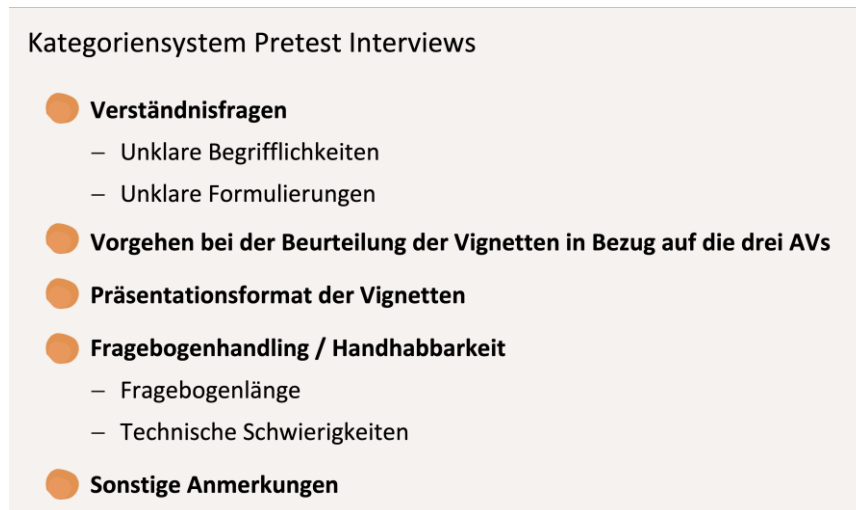 Kategoriensystem Pretest Interviews
Verständnisfragen
– Unklare Begrifflichkeiten
– Unklare Formulierungen
Vorgehen bei der Beurteilung der Vignetten in Bezug auf die drei AVs
Präsentationsformat der Vignetten
Fragebogenhandling / Handhabbarkeit
– Fragebogenlänge
– Technische Schwierigkeiten
Sonstige Anmerkungen